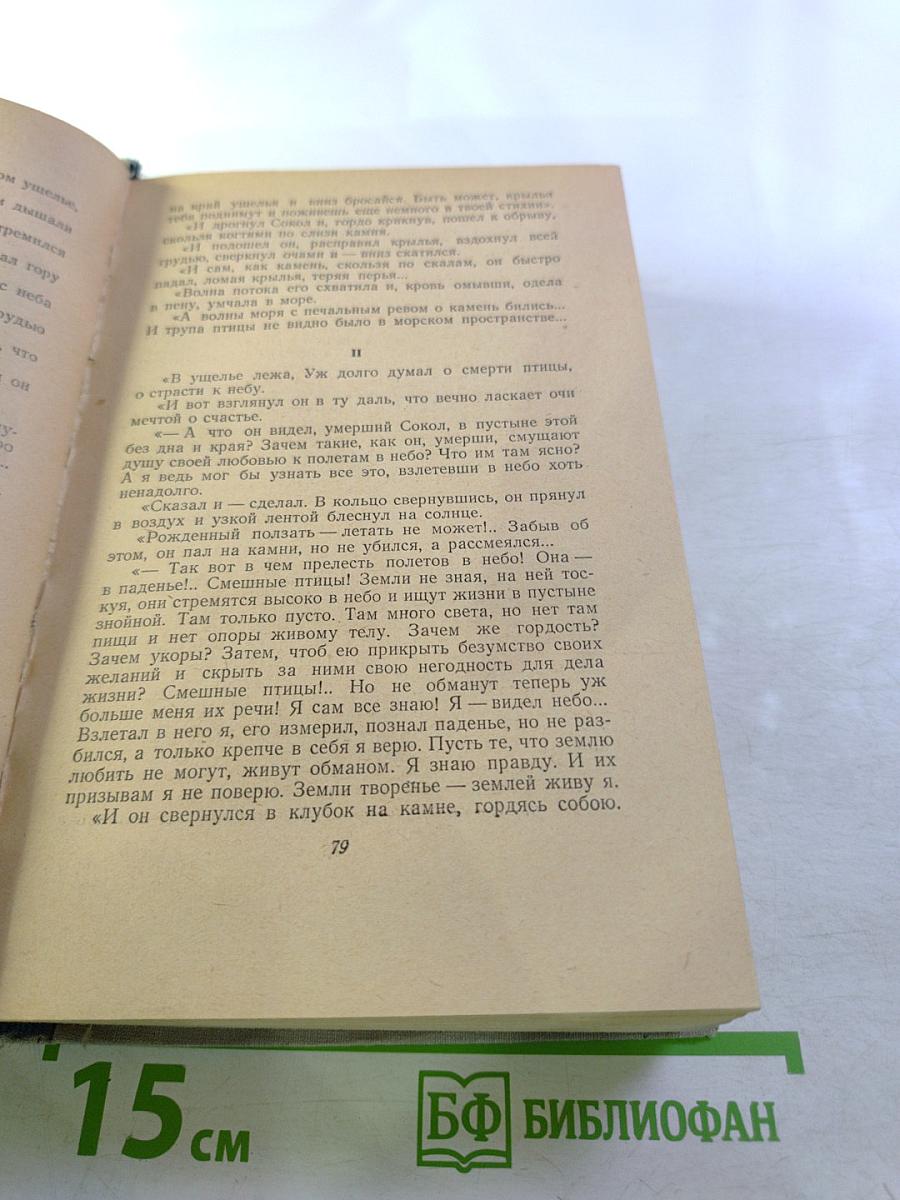 ом ушелье,
дышали
тремился
ал гору
с неба
рудью
что
он
на край ущелья и вниз бросайся. Быть может, крылья
тебя поднимут и поживешь еще немного в твоей стихии».
«И дрогнул Сокол и, гордо крикнув, пошел к обрыву,
скользя когтями по слизи камня.
«И подошел он, расправил крылья, вздохнул всей
грудью, сверкнул очами и — вниз скатился.
«И сам, как камень, скользя по скалам, он быстро
падал, ломая крылья, теряя перья...
«Волна потока его схватила и, кровь омывши, одела
в пену, умчала в море.
«А волны моря с печальным ревом о камень бились...
И трупа птицы не видно было в морском пространстве...
II
«В ущелье лежа, Уж долго думал о смерти птицы,
о страсти к небу.
«И вот взглянул он в ту даль, что вечно ласкает очи
мечтой о счастье.
«— А что он видел, умерший Сокол, в пустыне этой
без дна и края? Зачем такие, как он, умерши, смущают
душу своей любовью к полетам в небо? Что им там ясно?
А я ведь мог бы узнать все это, взлетевши в небо хоть
ненадолго.
«Сказал и — сделал. В кольцо свернувшись, он прянул
в воздух и узкой лентой блеснул на солнце.
«Рожденный ползать — летать не может!.. Забыв об
этом, он пал на камни, но не убился, а рассмеялся...
«— Так вот в чем прелесть полетов в небо! Она —
в паденье!.. Смешные птицы! Земли не зная, на ней тос-
куя, они стремятся высоко в небо и ищут жизни в пустыне
знойной. Там только пусто. Там много света, но нет там
пищи и нет опоры живому телу. Зачем же гордость?
Зачем укоры? Затем, чтоб ею прикрыть безумство своих
желаний и скрыть за ними свою негодность для дела
жизни? Смешные птицы!.. Но не обманут теперь уж
больше меня их речи! Я сам все знаю! Я — видел небо...
Взлетал в него я, его измерил, познал паденье, но не раз-
бился, а только крепче в себя я верю. Пусть те, что землю
любить не могут, живут обманом. Я знаю правду. И их
призывам я не поверю. Земли творенье — землей живу я.
«И он свернулся в клубок на камне, гордясь собою.
79
15 см
БФ БИБЛИОФАН